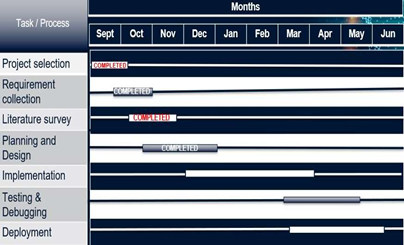 Months
Task / Process
Sept Oct Nov Dec Jan Feb Mar Apr May Jun
Project selection COMPLETED
Requirement
collection COMPLETED
Literature survey COMPLETED
Planning and
Design COMPLETED
Implementation
Testing &
Debugging
Deployment